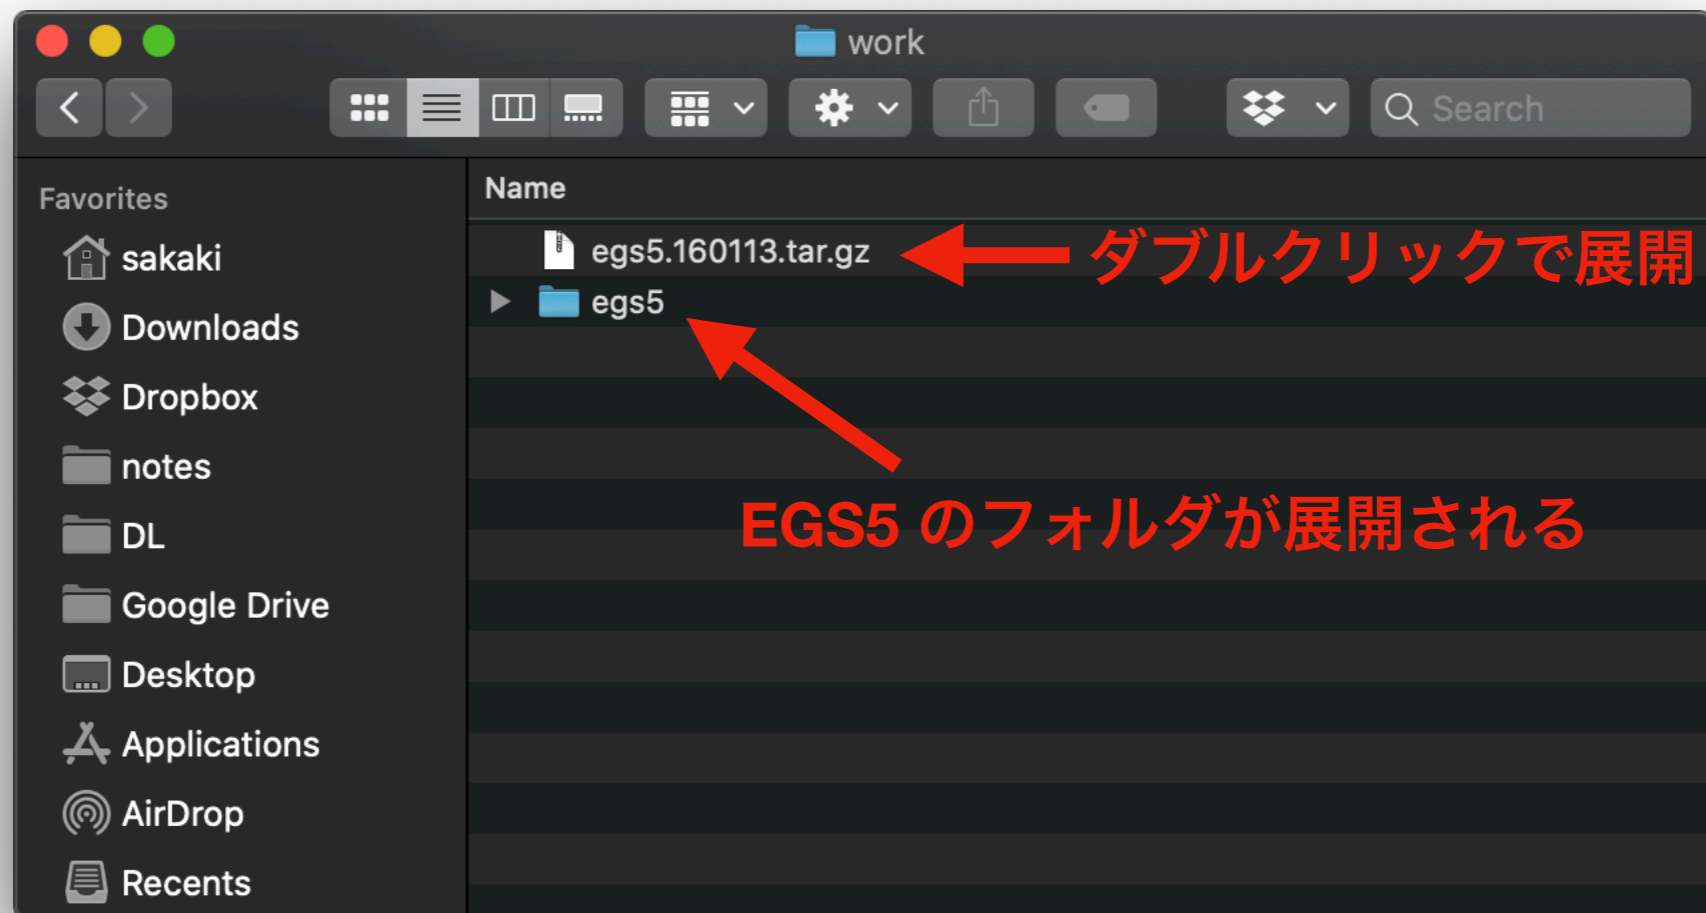 work
Search
Favorites
sakaki
Downloads
Dropbox
notes
DL
Google Drive
Desktop
Applications
AirDrop
Recents
Name
egs5.160113.tar.gz
ダブルクリックで展開
egs5
EGS5 のフォルダが展開される